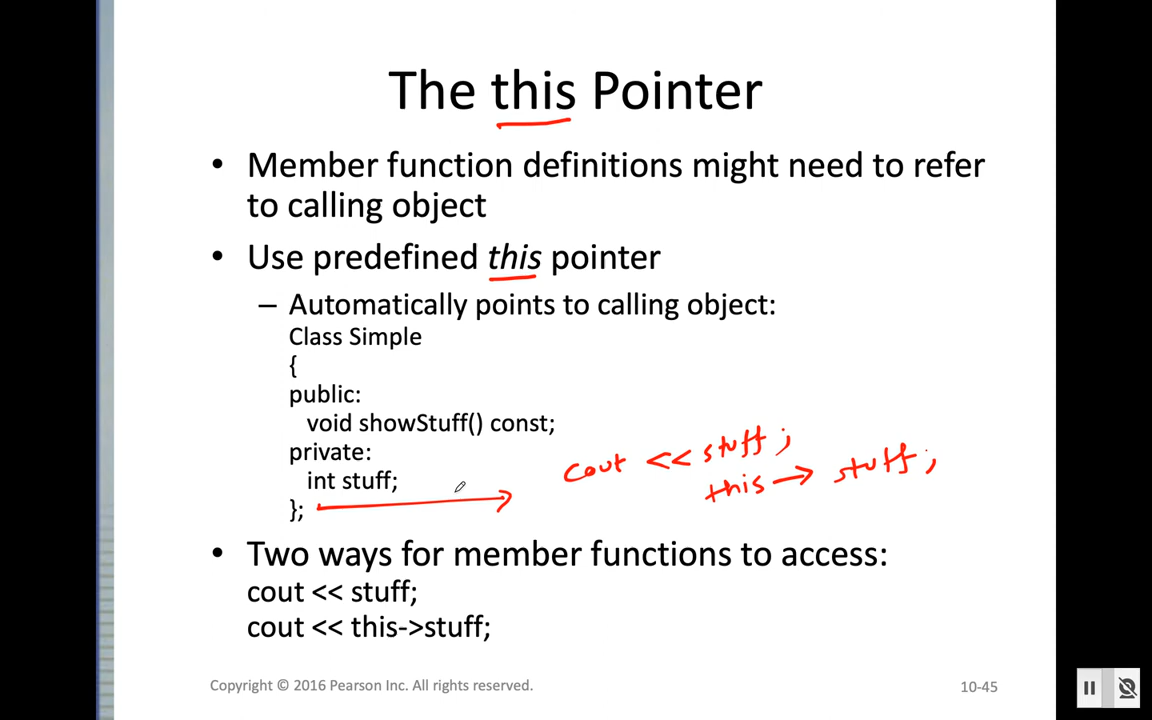 The this Pointer
• Member function definitions might need to refer
to calling object
• Use predefined this pointer
– Automatically points to calling object:
Class Simple
{
public:
void showStuff() const;
private:
int stuff;
};
cout << stuff;
this → stuff;
• Two ways for member functions to access:
cout << stuff;
cout << this->stuff;
Copyright © 2016 Pearson Inc. All rights reserved.
10-45